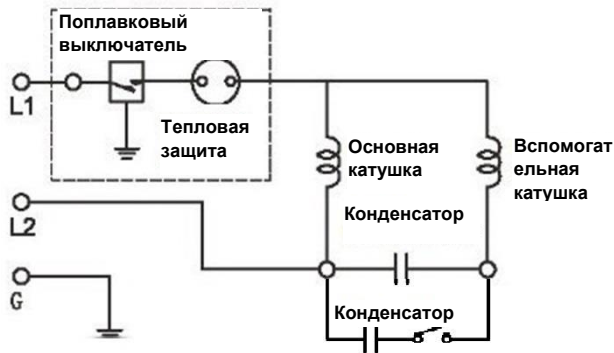 Поплавковый
выключатель
L1
Тепловая
защита
Основная
катушка
Вспомогат
ельная
катушка
Конденсатор
L2
G
Конденсатор